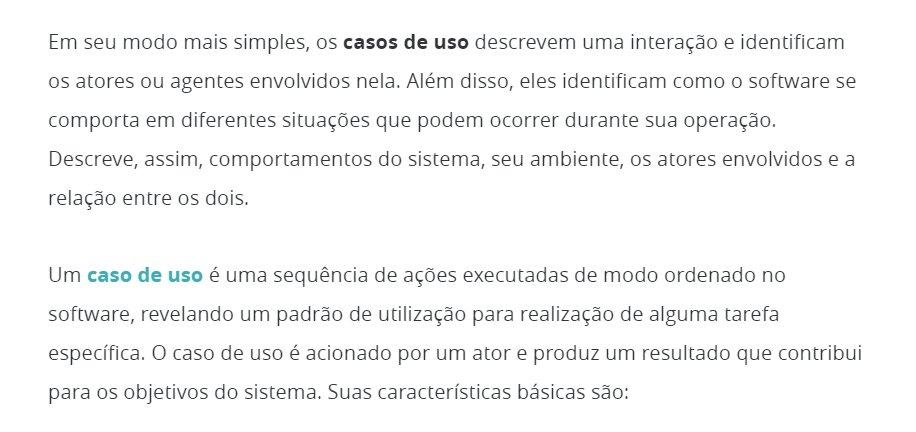 Em seu modo mais simples, os casos de uso descrevem uma interação e identificam
os atores ou agentes envolvidos nela. Além disso, eles identificam como o software se
comporta em diferentes situações que podem ocorrer durante sua operação.
Descreve, assim, comportamentos do sistema, seu ambiente, os atores envolvidos e a
relação entre os dois.
Um caso de uso é uma sequência de ações executadas de modo ordenado no
software, revelando um padrão de utilização para realização de alguma tarefa
específica. O caso de uso é acionado por um ator e produz um resultado que contribui
para os objetivos do sistema. Suas características básicas são: